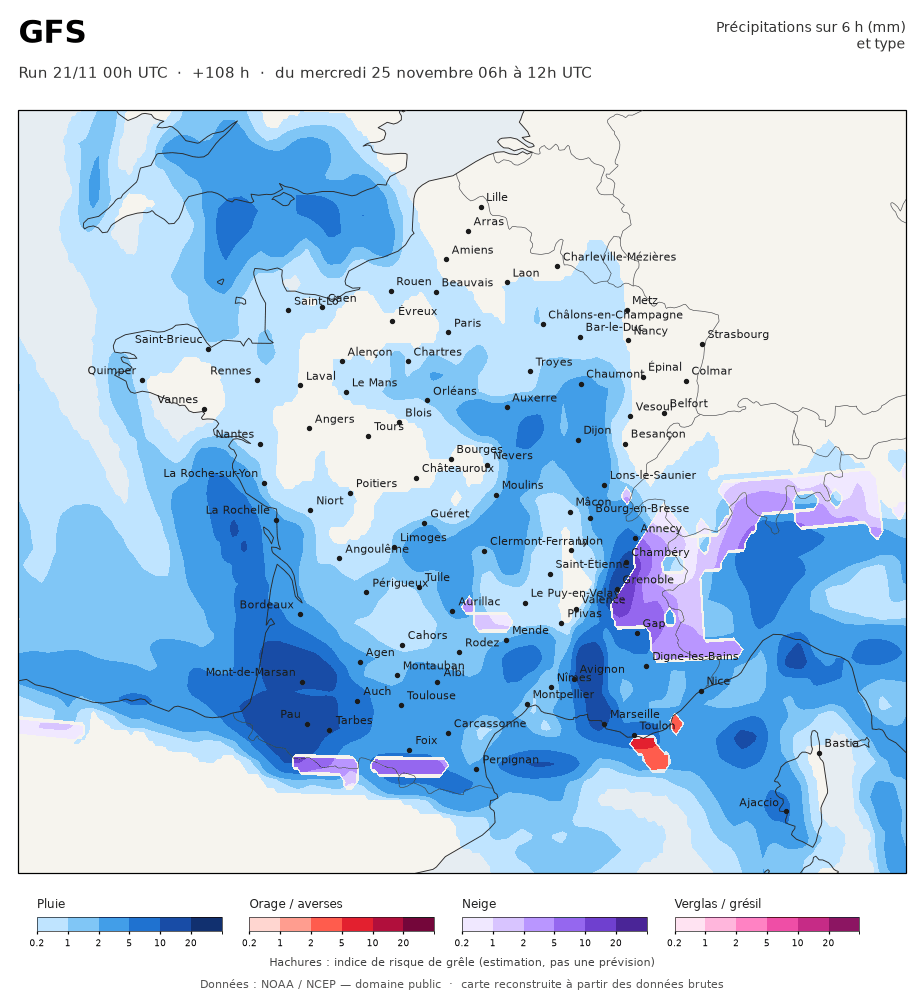 GFS
Précipitations sur 6 h (mm)
et type
Run 21/11 00h UTC · +108 h · du mercredi 25 novembre 06h à 12h UTC
Lille
Arras
Amiens
Charleville-Mézières
Laon
Rouen
Beauvais
Saint-Lô
Caen
Metz
Évreux
Châlons-en-Champagne
Paris
Bar-le-Duc
Nancy
Strasbourg
Saint-Brieuc
Alençon
Chartres
Quimper
Rennes
Laval
Le Mans
Troyes
Chaumont
Épinal
Colmar
Vannes
Orléans
Auxerre
Vesoul
Belfort
Blois
Angers
Tours
Nantes
Dijon
Besançon
Bourges
Nevers
Châteauroux
La Roche-sur-Yon
Poitiers
Moulins
Lons-le-Saunier
Niort
La Rochelle
Guéret
Mâcon
Bourg-en-Bresse
Annecy
Limoges
Angoulême
Clermont-Ferrand
Lyon
Chambéry
Saint-Étienne
Périgueux
Tulle
Grenoble
Bordeaux
Aurillac
Le Puy-en-Velay
Valence
Privas
Gap
Cahors
Rodez
Mende
Agen
Digne-les-Bains
Mont-de-Marsan
Montauban
Albi
Avignon
Nîmes
Nice
Auch
Toulouse
Montpellier
Pau
Tarbes
Carcassonne
Marseille
Toulon
Foix
Bastia
Perpignan
Ajaccio
Pluie
Orage / averses
Neige
Verglas / grésil
0.2 1 2 5 10 20
0.2 1 2 5 10 20
0.2 1 2 5 10 20
0.2 1 2 5 10 20
Hachures : indice de risque de grêle (estimation, pas une prévision)
Données : NOAA / NCEP — domaine public · carte reconstruite à partir des données brutes